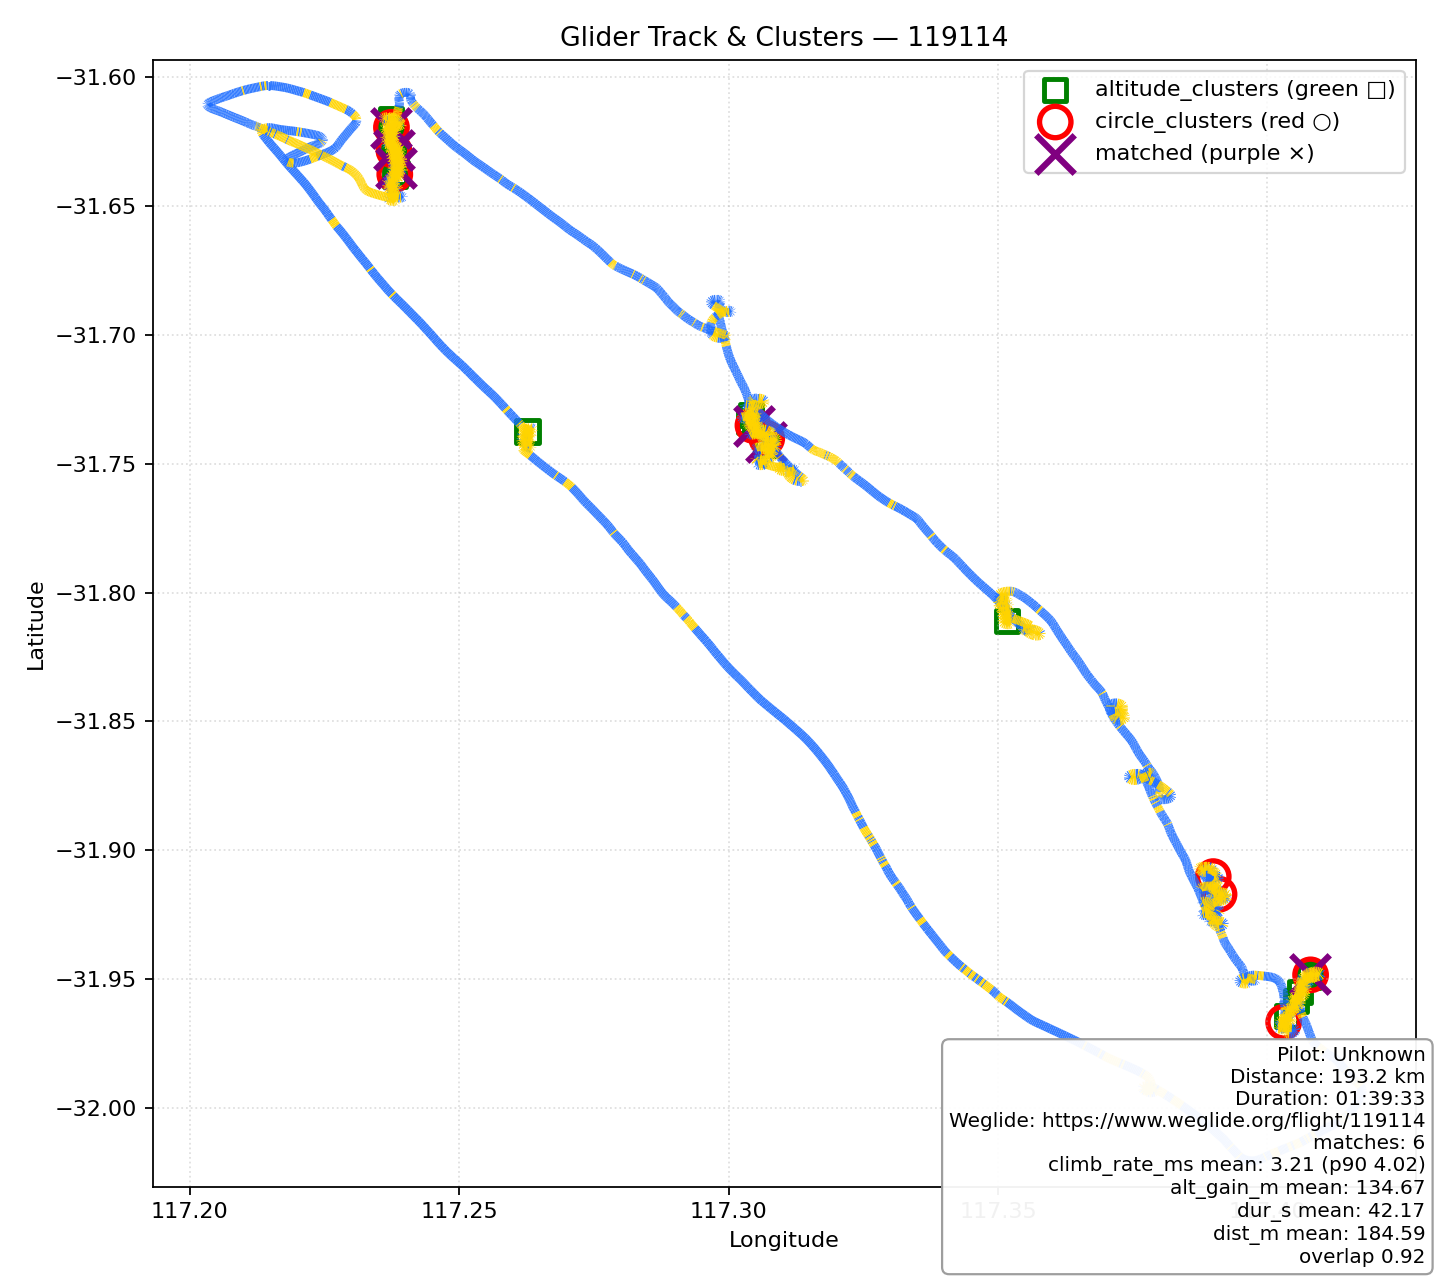 Glider Track & Clusters — 119114
altitude_clusters (green □)
circle_clusters (red ○)
matched (purple ×)
−31.60
−31.65
−31.70
−31.75
−31.80
−31.85
−31.90
−31.95
−32.00
Latitude
117.20
117.25
117.30
117.35
Longitude
Pilot: Unknown
Distance: 193.2 km
Duration: 01:39:33
Weglide: https://www.weglide.org/flight/119114
matches: 6
climb_rate_ms mean: 3.21 (p90 4.02)
alt_gain_m mean: 134.67
dur_s mean: 42.17
dist_m mean: 184.59
overlap 0.92